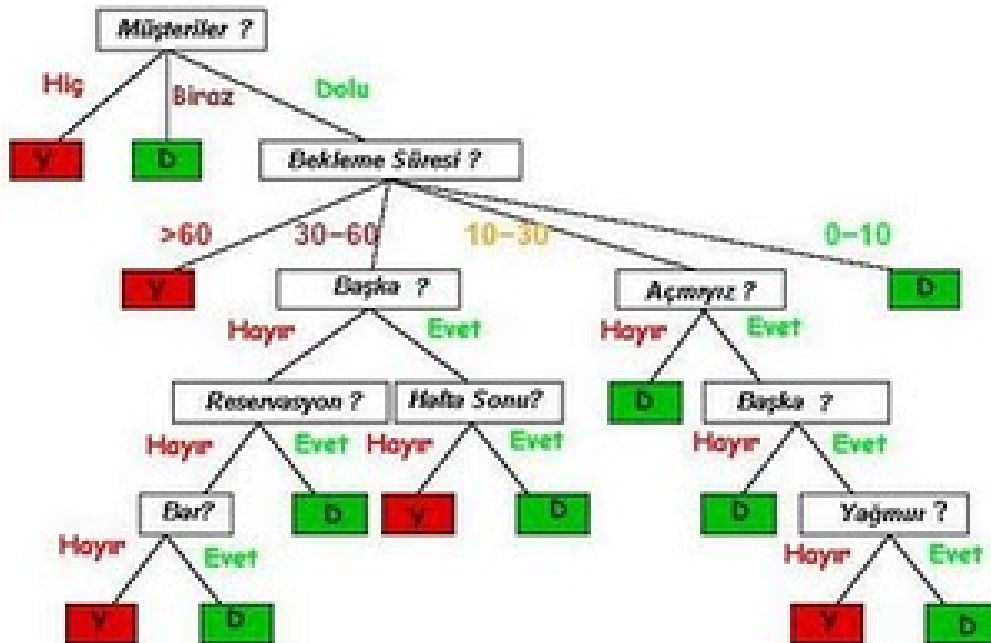 Müşteriler ?
Hiç Biraz Dolu
Y D Bekleme Süresi ?
>60 30-60 10-30 0-10
Y Başka ? Açmıyız ? D
Hayır Evet Hayır Evet
Reservasyon ? Hafta Sonu? D Başka ?
Hayır Evet Hayır Evet Hayır Evet
Bar? D Y D D Yağmur ?
Hayır Evet Hayır Evet
Y D Y D